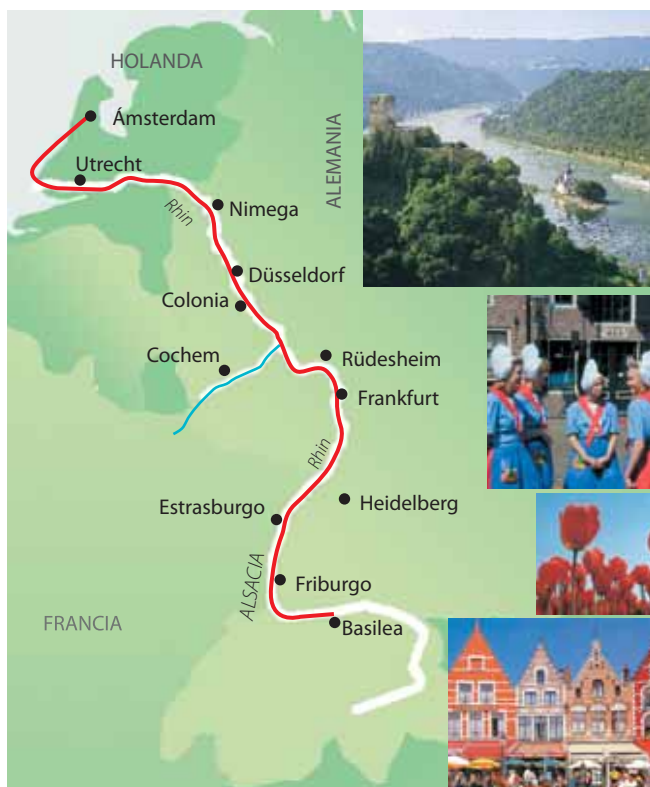 HOLANDA
Ámsterdam
ALEMANIA
Utrecht
Rhin
Nimega
Düsseldorf
Colonia
Cochem
Rüdesheim
Frankfurt
Rhin
Estrasburgo
Heidelberg
ALSACIA
Friburgo
FRANCIA
Basilea